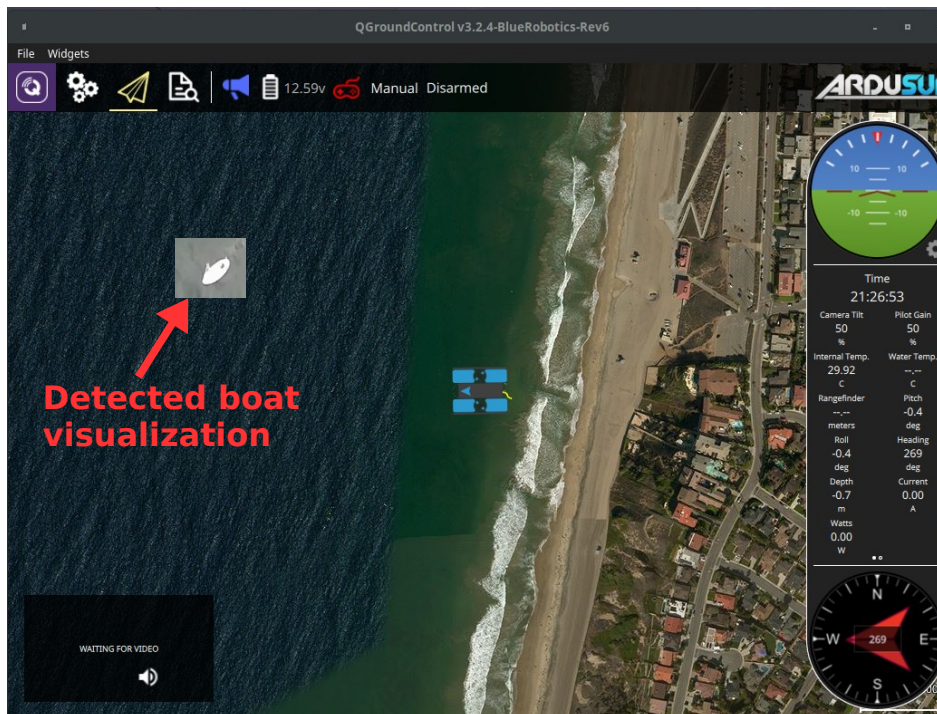 QGroundControl v3.2.4-BlueRobotics-Rev6
File Widgets
12.59v Manual Disarmed
ARDUSU
10 10
-10 -10
Time
21:26:53
Camera Tilt Pilot Gain
50 50
% %
Internal Temp. Water Temp.
29.92 --.--
C C
Rangefinder Pitch
--.-- -0.4
meters deg
Roll Heading
-0.4 269
deg deg
Depth Current
-0.7 0.00
m A
Watts
0.00
W
N
W 269 E
S
Detected boat
visualization
WAITING FOR VIDEO